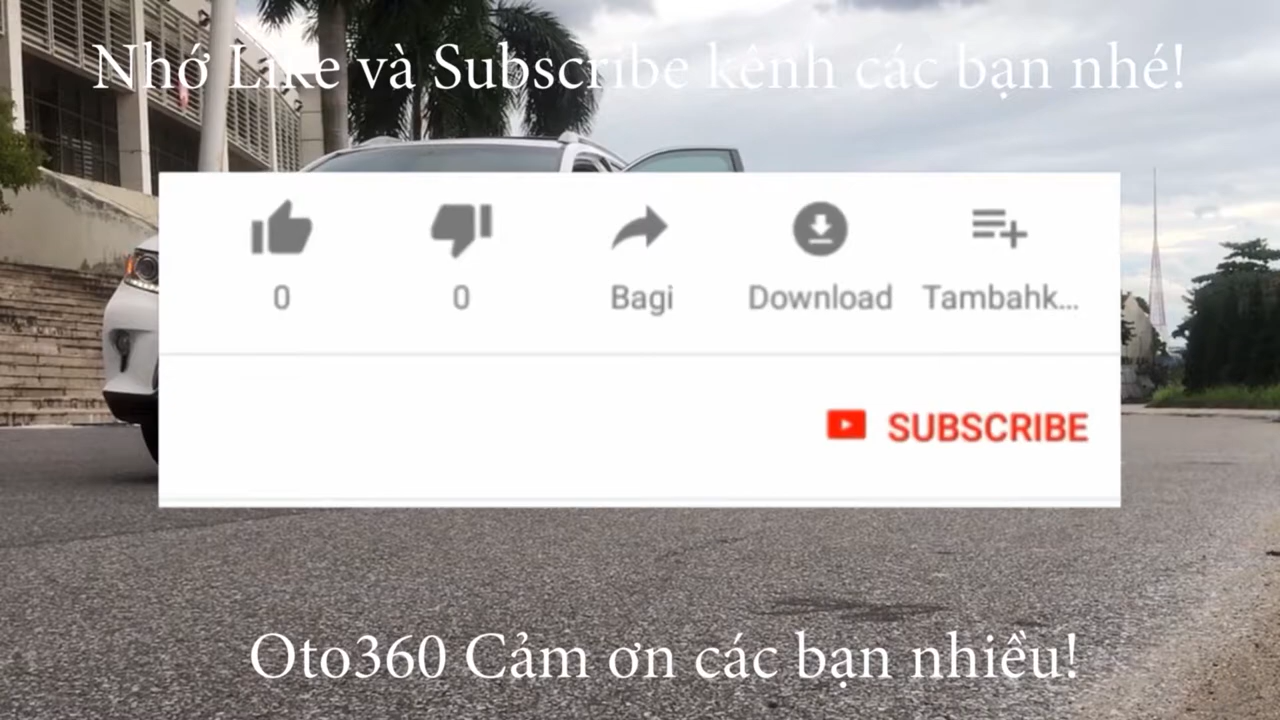 Nhớ Like và Subscribe kênh các bạn nhé!
0 0 Bagi Download Tambahk...
SUBSCRIBE
Oto360 Cảm ơn các bạn nhiều!